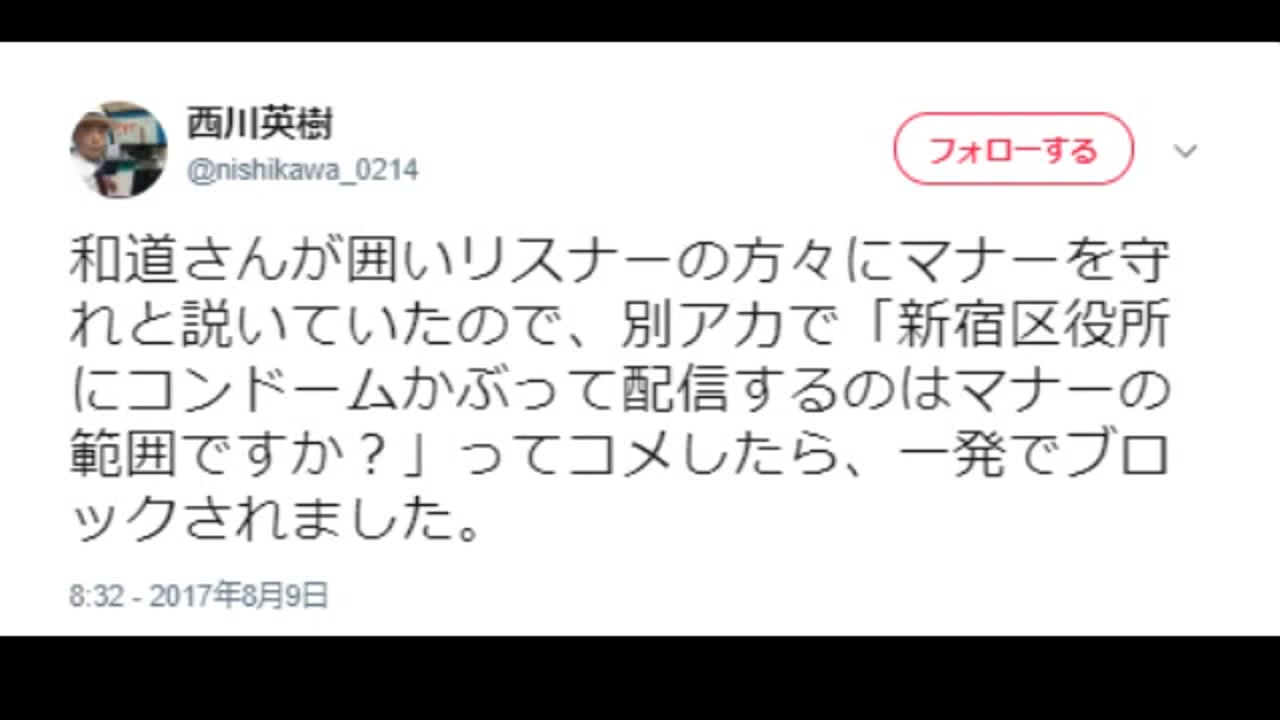 西川英樹
@nishikawa_0214
フォローする
和道さんが囲いリスナーの方々にマナーを守
れと説いていたので、別アカで「新宿区役所
にコンドームかぶって配信するのはマナーの
範囲ですか？」ってコメしたら、一発でブロ
ックされました。
8:32 - 2017年8月9日